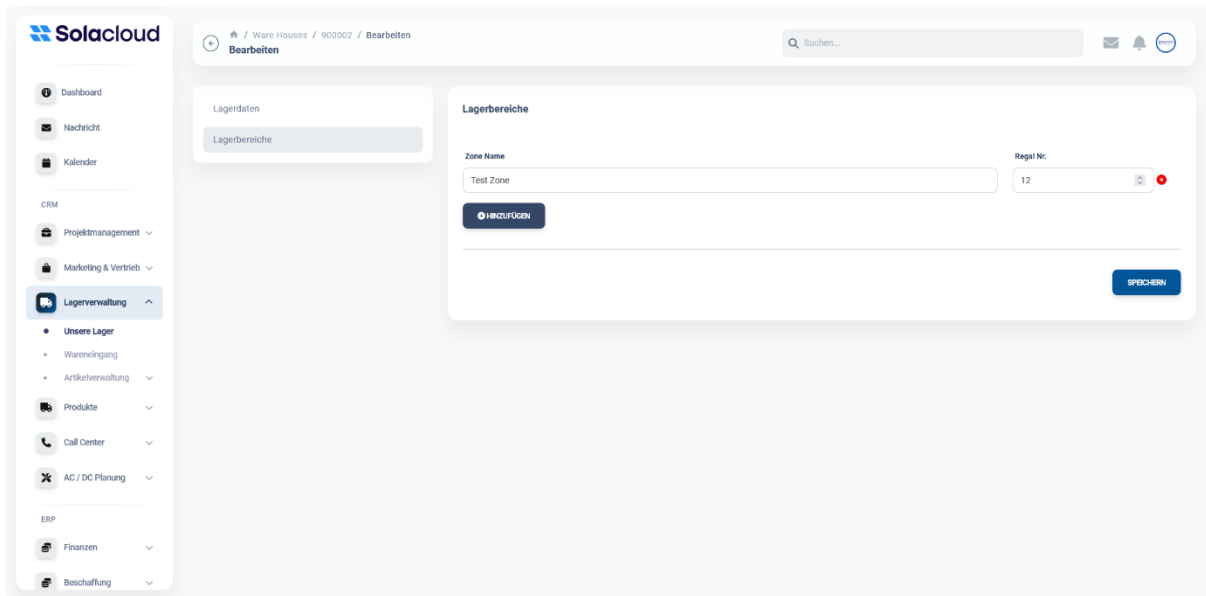 Solacloud
Dashboard
Nachricht
Kalender
CRM
Projektmanagement
Marketing & Vertrieb
Lagerverwaltung
Unsere Lager
Wareneingang
Artikelverwaltung
Produkte
Call Center
AC / DC Planung
ERP
Finanzen
Beschaffung
/ Ware Houses / 900002 / Bearbeiten
Bearbeiten
Suchen...
Lagerdaten
Lagerbereiche
Lagerbereiche
Zone Name
Regal Nr.
Test Zone
12
HINZUFÜGEN
SPEICHERN